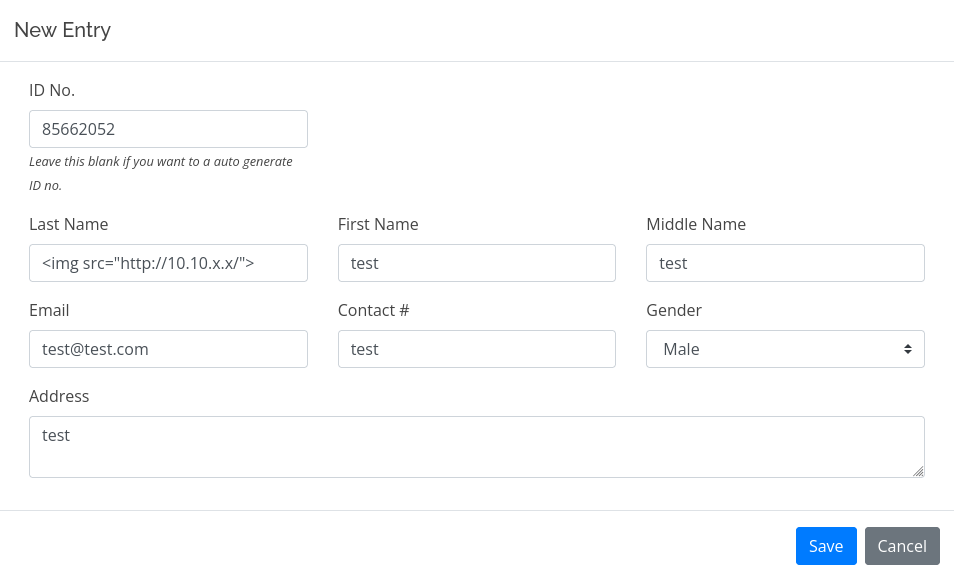 New Entry
ID No.
85662052
Leave this blank if you want to a auto generate
ID no.
Last Name First Name Middle Name
<img src="http://10.10.x.x/"> test test
Email Contact # Gender
test@test.com test Male
Address
test
Save Cancel